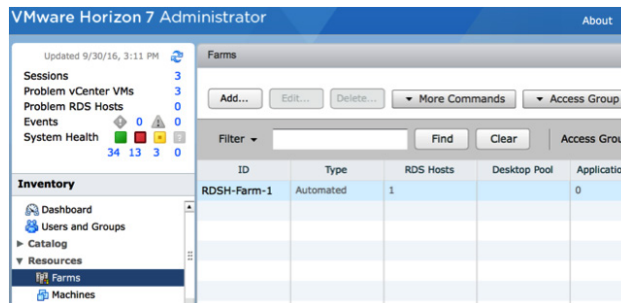 VMware Horizon 7 Administrator
About
Updated 9/30/16, 3:11 PM
Sessions 3
Problem vCenter VMs 3
Problem RDS Hosts 0
Events 0 0
System Health
34 13 3 0
Inventory
Dashboard
Users and Groups
Catalog
Resources
Farms
Machines
Farms
Add... Edit... Delete... More Commands Access Group
Filter Find Clear Access Grou
ID Type RDS Hosts Desktop Pool Applicatio
RDSH-Farm-1 Automated 1 0